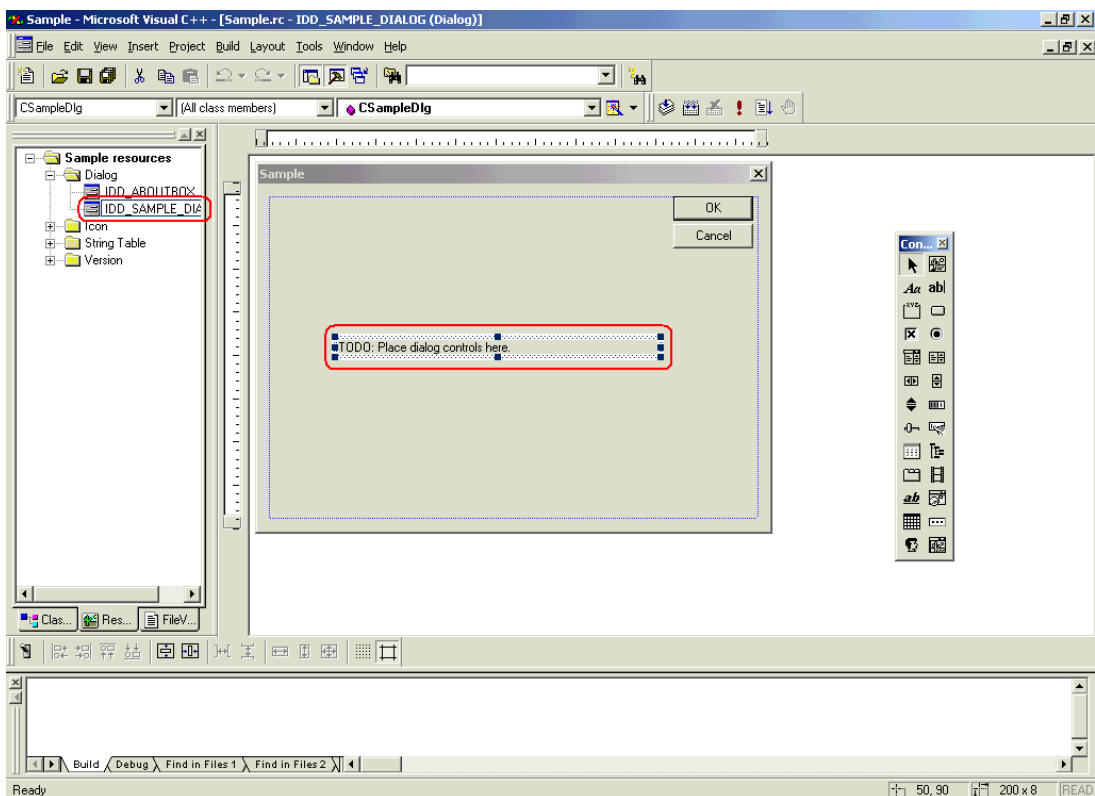 Sample - Microsoft Visual C++ - [Sample.rc - IDD_SAMPLE_DIALOG (Dialog)]
File Edit View Insert Project Build Layout Tools Window Help
CSampleDlg (All class members) CSampleDlg
Sample resources
Dialog
IDD_ABOUTBOX
IDD_SAMPLE_DIA
Icon
String Table
Version
Clas... Res... FileV...
Sample
OK
Cancel
TODO: Place dialog controls here.
Con...
Aa ab|
ab
Build Debug Find in Files 1 Find in Files 2
Ready 50, 90 200 x 8 READ